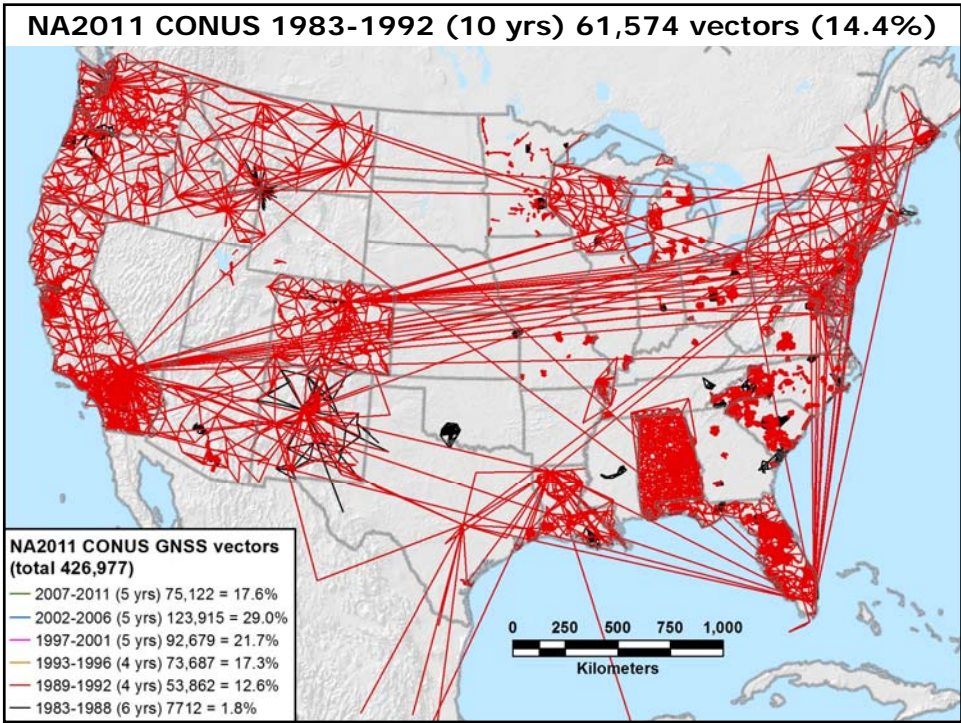 NA2011 CONUS 1983-1992 (10 yrs) 61,574 vectors (14.4%)
NA2011 CONUS GNSS vectors
(total 426,977)
2007-2011 (5 yrs) 75,122 = 17.6%
2002-2006 (5 yrs) 123,915 = 29.0%
1997-2001 (5 yrs) 92,679 = 21.7%
1993-1996 (4 yrs) 73,687 = 17.3%
1989-1992 (4 yrs) 53,862 = 12.6%
1983-1988 (6 yrs) 7712 = 1.8%
0 250 500 750 1,000
Kilometers